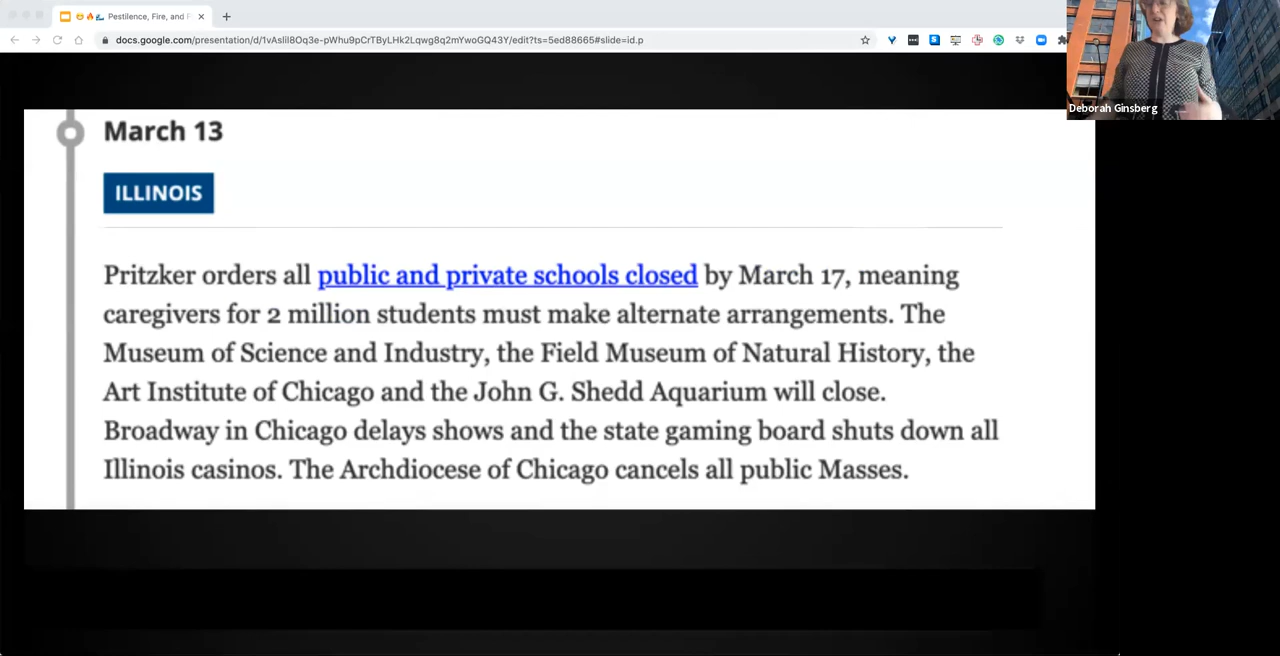 Pestilence, Fire, and F
docs.google.com/presentation/d/1vAslil8Oq3e-pWhu9pCrTByLHk2Lqwg8q2mYwoGQ43Y/edit?ts=5ed88665#slide=id.p
Deborah Ginsberg
March 13
ILLINOIS
Pritzker orders all public and private schools closed by March 17, meaning
caregivers for 2 million students must make alternate arrangements. The
Museum of Science and Industry, the Field Museum of Natural History, the
Art Institute of Chicago and the John G. Shedd Aquarium will close.
Broadway in Chicago delays shows and the state gaming board shuts down all
Illinois casinos. The Archdiocese of Chicago cancels all public Masses.